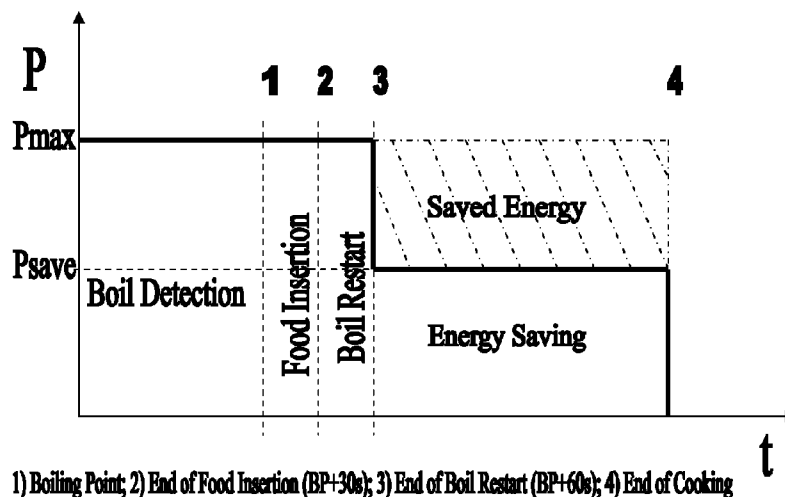 P
1 2 3 4
Pmax
Saved Energy
Psave
Boil Detection
Food Insertion
Boil Restart
Energy Saving
t
1) Boiling Point; 2) End of Food Insertion (BP+30s); 3) End of Boil Restart (BP+60s); 4) End of Cooking